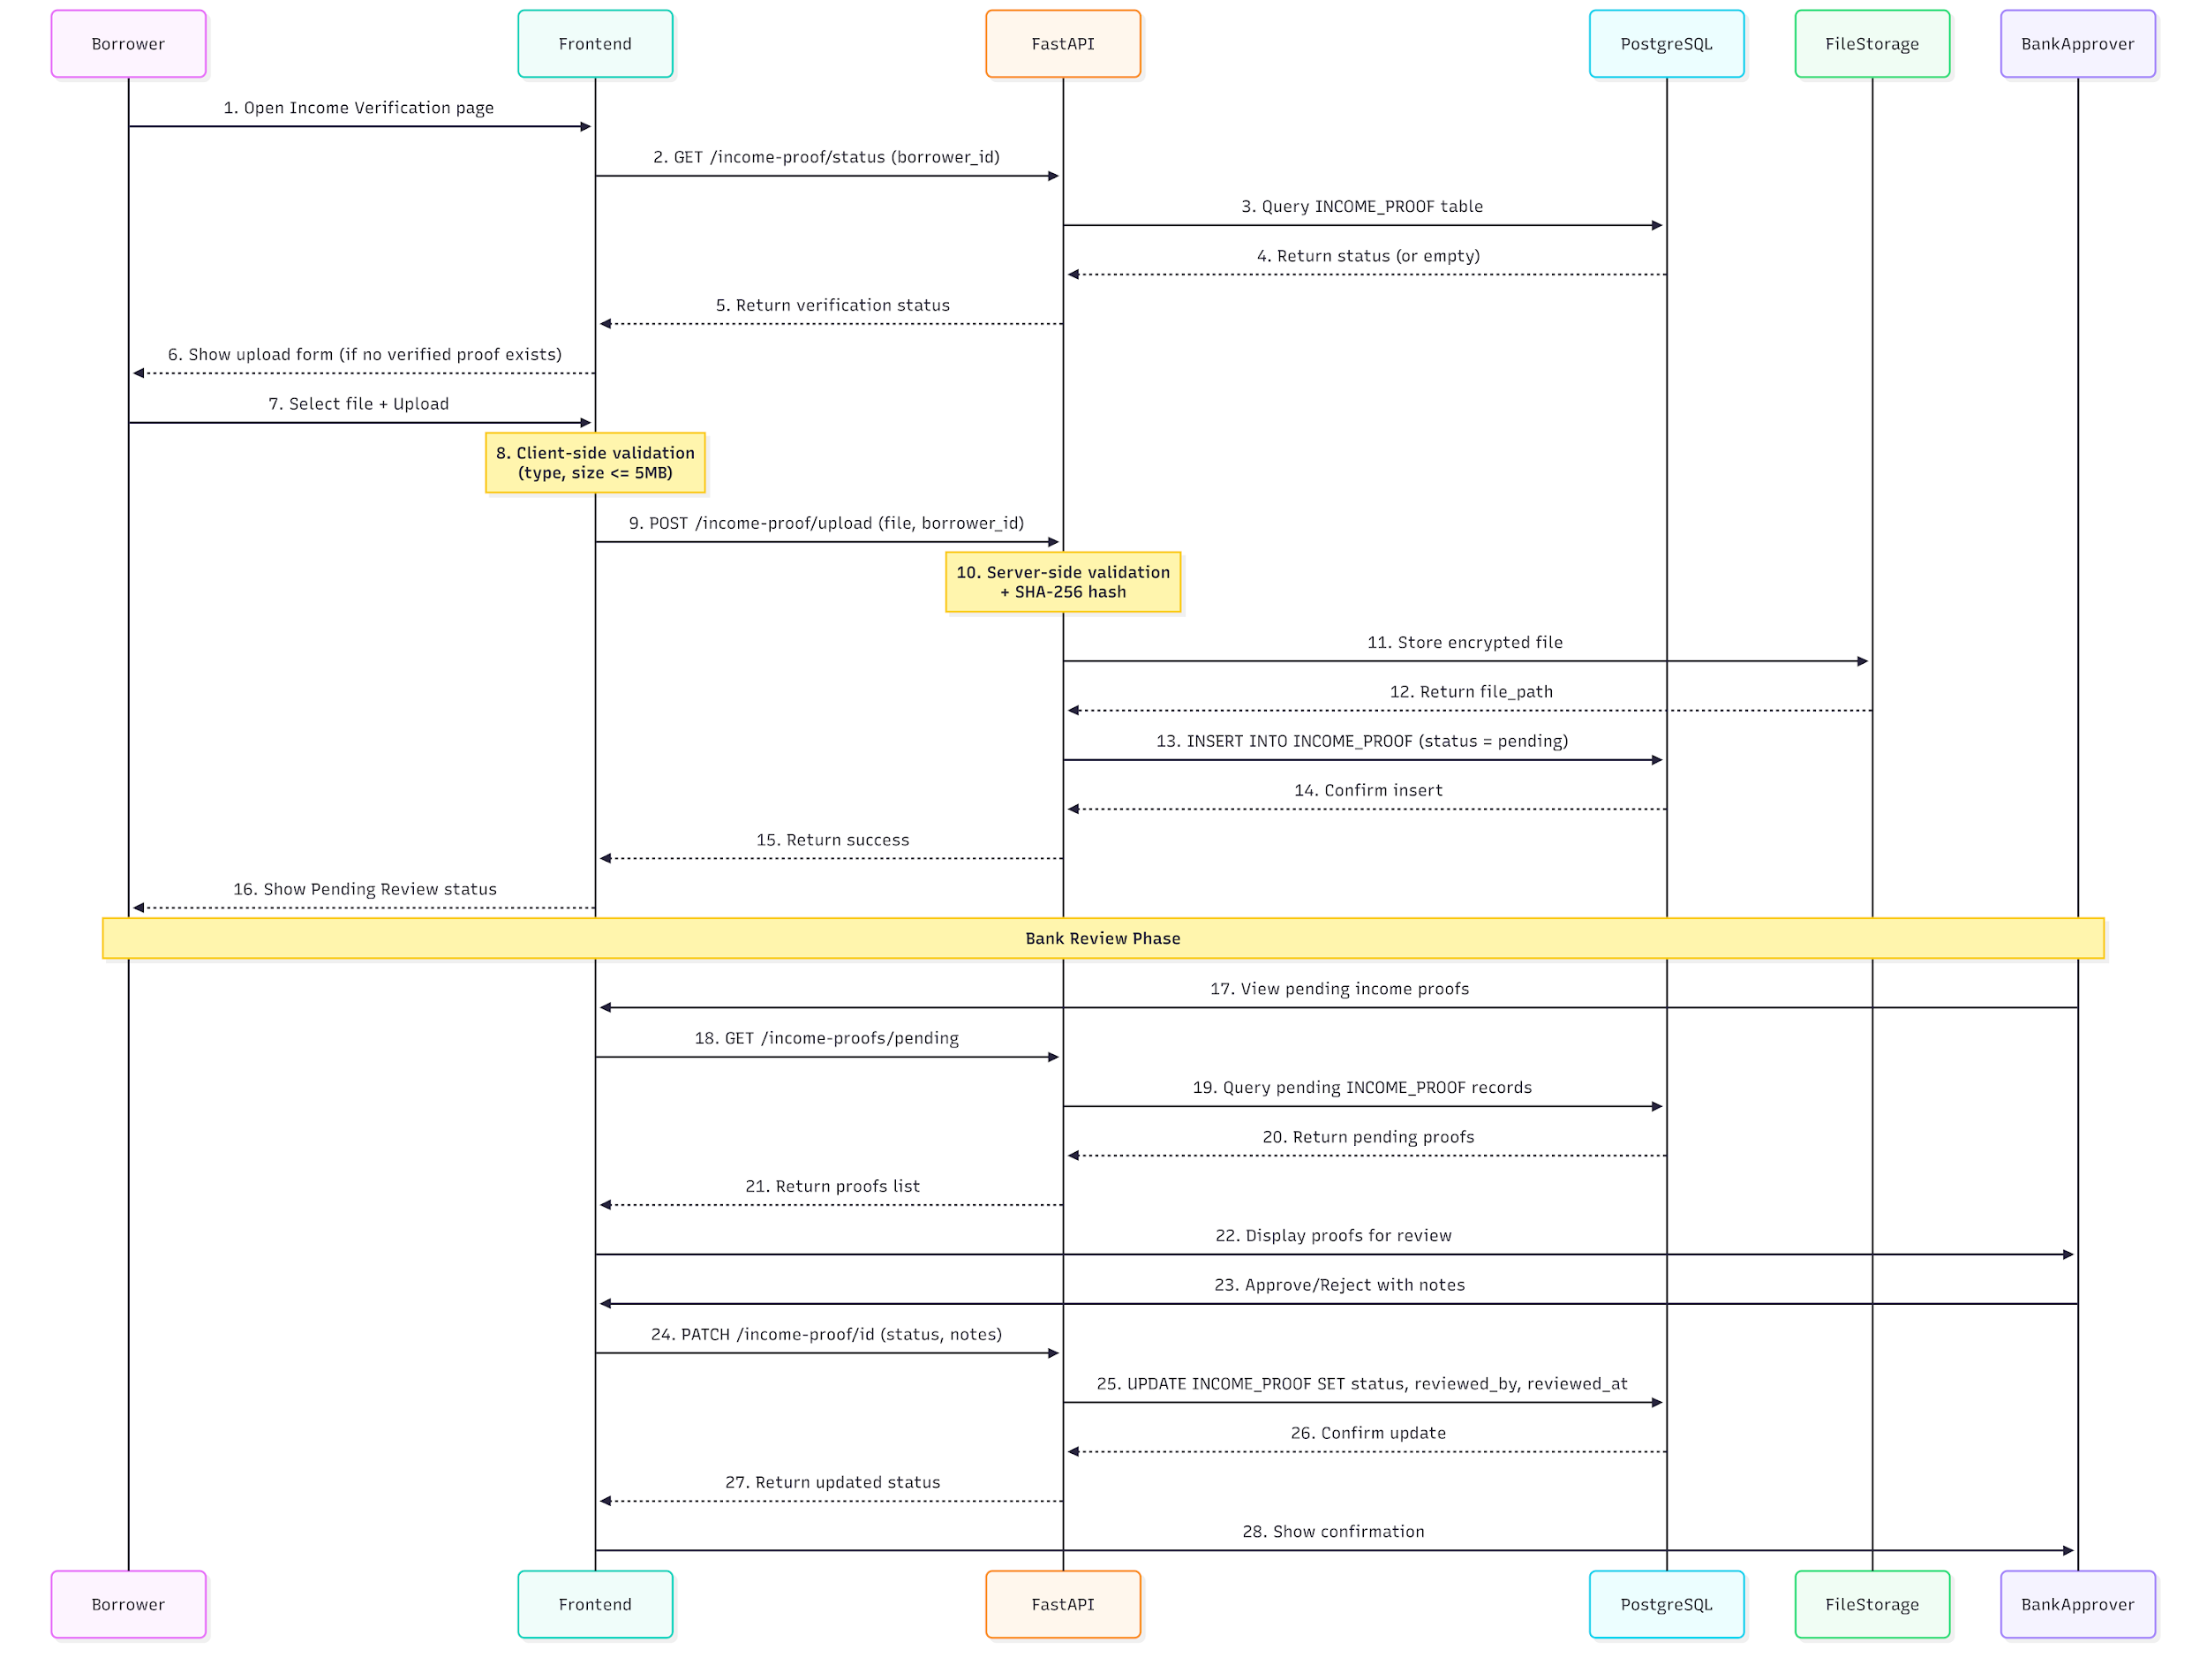 Borrower
Frontend
FastAPI
PostgreSQL
FileStorage
BankApprover
1. Open Income Verification page
2. GET /income-proof/status (borrower_id)
3. Query INCOME_PROOF table
4. Return status (or empty)
5. Return verification status
6. Show upload form (if no verified proof exists)
7. Select file + Upload
8. Client-side validation
(type, size <= 5MB)
9. POST /income-proof/upload (file, borrower_id)
10. Server-side validation
+ SHA-256 hash
11. Store encrypted file
12. Return file_path
13. INSERT INTO INCOME_PROOF (status = pending)
14. Confirm insert
15. Return success
16. Show Pending Review status
Bank Review Phase
17. View pending income proofs
18. GET /income-proofs/pending
19. Query pending INCOME_PROOF records
20. Return pending proofs
21. Return proofs list
22. Display proofs for review
23. Approve/Reject with notes
24. PATCH /income-proof/id (status, notes)
25. UPDATE INCOME_PROOF SET status, reviewed_by, reviewed_at
26. Confirm update
27. Return updated status
28. Show confirmation
Borrower
Frontend
FastAPI
PostgreSQL
FileStorage
BankApprover